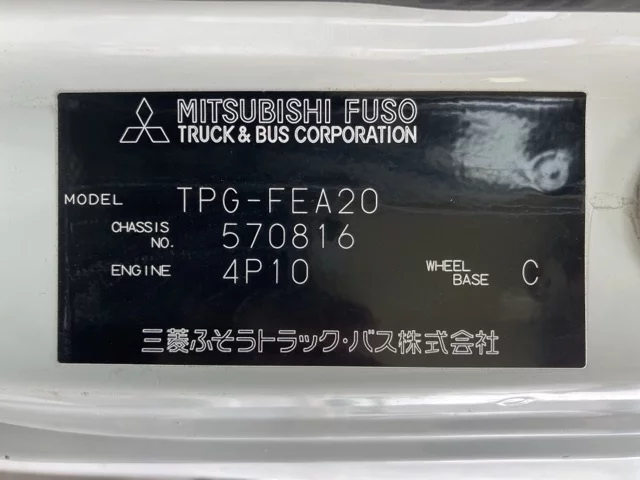 MITSUBISHI FUSO
TRUCK & BUS CORPORATION
MODEL TPG-FEA20
CHASSIS NO. 570816
ENGINE 4P10 WHEEL BASE C
三菱ふそうトラック・バス株式会社